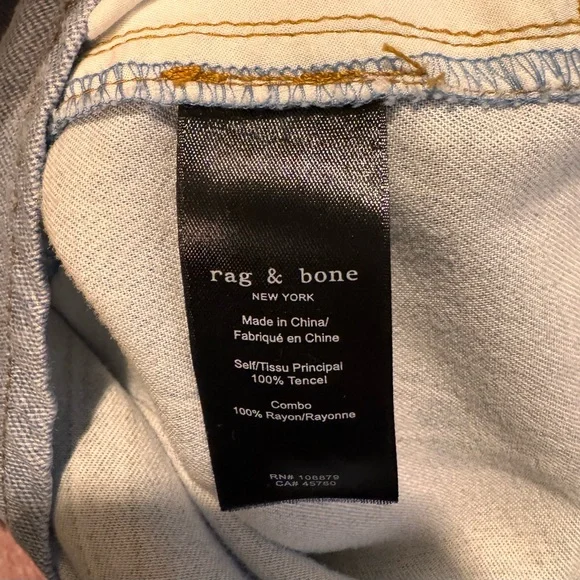 rag & bone
NEW YORK
Made in China/
Fabriqué en Chine
Self/Tissu Principal
100% Tencel
Combo
100% Rayon/Rayonne
RN# 106879
CA# 45760